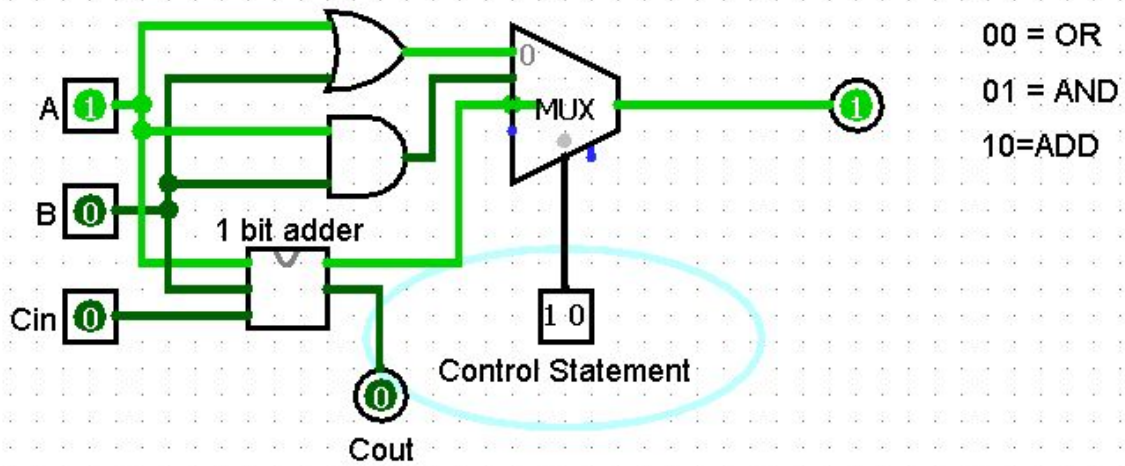 00 = OR
0
A 1
MUX
1
01 = AND
10=ADD
B 0
1 bit adder
Cin 0
1 0
Control Statement
0
Cout